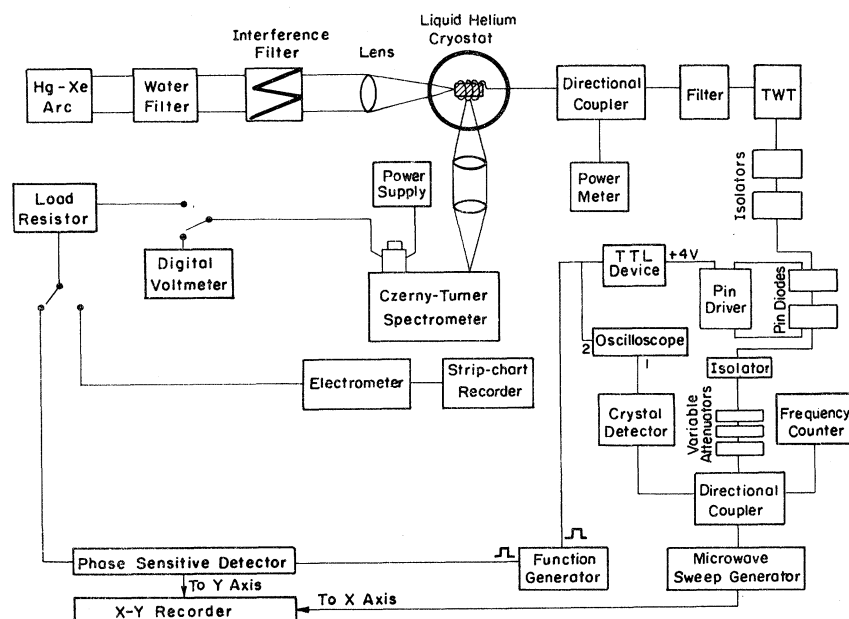 Liquid Helium
Cryostat
Interference
Filter
Lens
Hg-Xe
Arc
Water
Filter
Directional
Coupler
Filter
TWT
Power
Meter
Isolators
Load
Resistor
Power
Supply
Digital
Voltmeter
Czerny-Turner
Spectrometer
TTL
Device
+4V
Pin
Driver
Pin Diodes
2
Oscilloscope
1
Isolator
Electrometer
Strip-chart
Recorder
Crystal
Detector
Variable
Attenuators
Frequency
Counter
Directional
Coupler
Phase Sensitive Detector
Function
Generator
Microwave
Sweep Generator
To Y Axis
To X Axis
X-Y Recorder